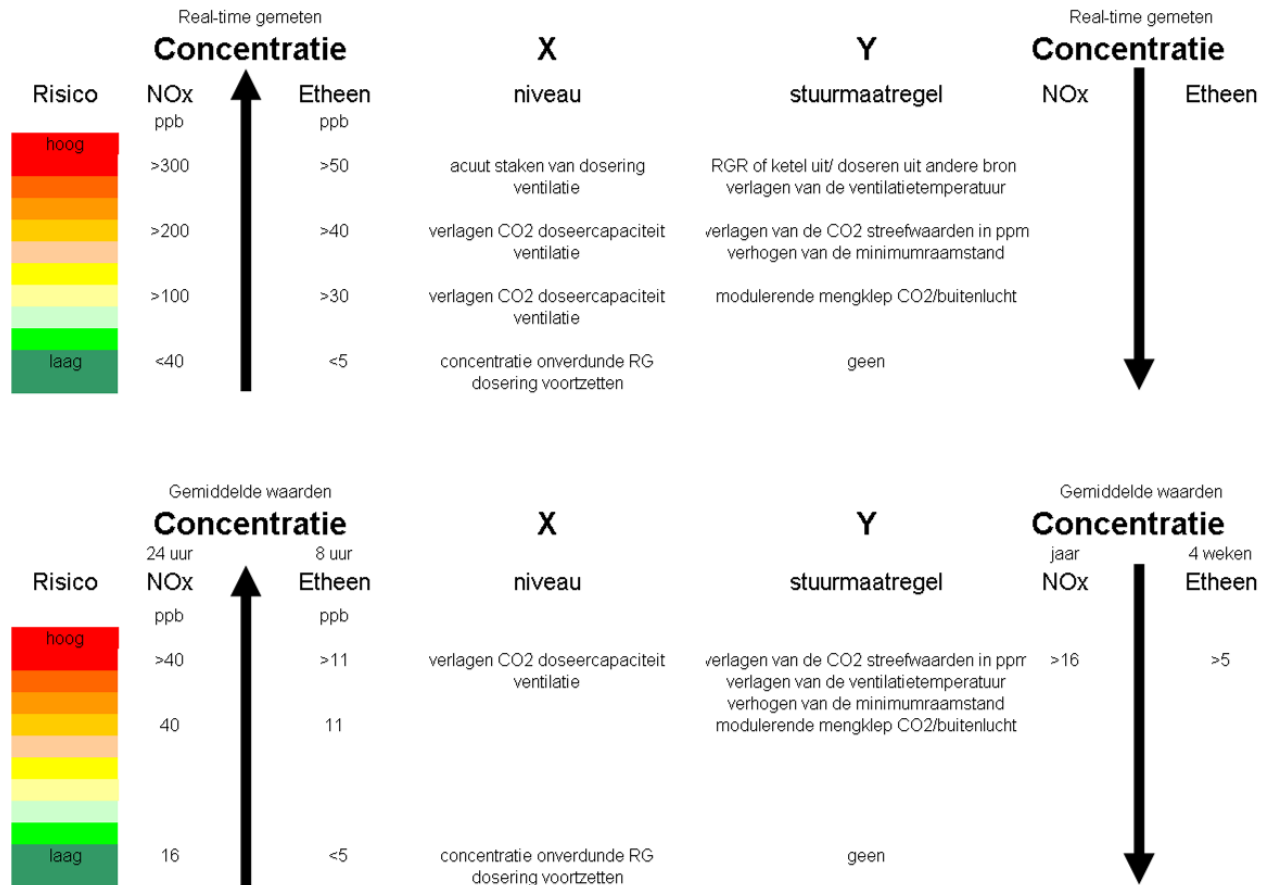 Real-time gemeten Real-time gemeten
Concentratie X Y Concentratie
Risico NOx Etheen niveau stuurmaatregel NOx Etheen
ppb ppb
hoog
>300 >50 acuut staken van dosering RGR of ketel uit/ doseren uit andere bron
ventilatie verlagen van de ventilatietemperatuur
>200 >40 verlagen CO2 doseercapaciteit verlagen van de CO2 streefwaarden in ppm
ventilatie verhogen van de minimumraamstand
>100 >30 verlagen CO2 doseercapaciteit modulerende mengklep CO2/buitenlucht
ventilatie
laag <40 <5 concentratie onverdunde RG geen
dosering voortzetten
Gemiddelde waarden Gemiddelde waarden
Concentratie X Y Concentratie
24 uur 8 uur jaar 4 weken
Risico NOx Etheen niveau stuurmaatregel NOx Etheen
ppb ppb
hoog
>40 >11 verlagen CO2 doseercapaciteit verlagen van de CO2 streefwaarden in ppm >16 >5
ventilatie verlagen van de ventilatietemperatuur
verhogen van de minimumraamstand
40 11 modulerende mengklep CO2/buitenlucht
laag 16 <5 concentratie onverdunde RG geen
dosering voortzetten